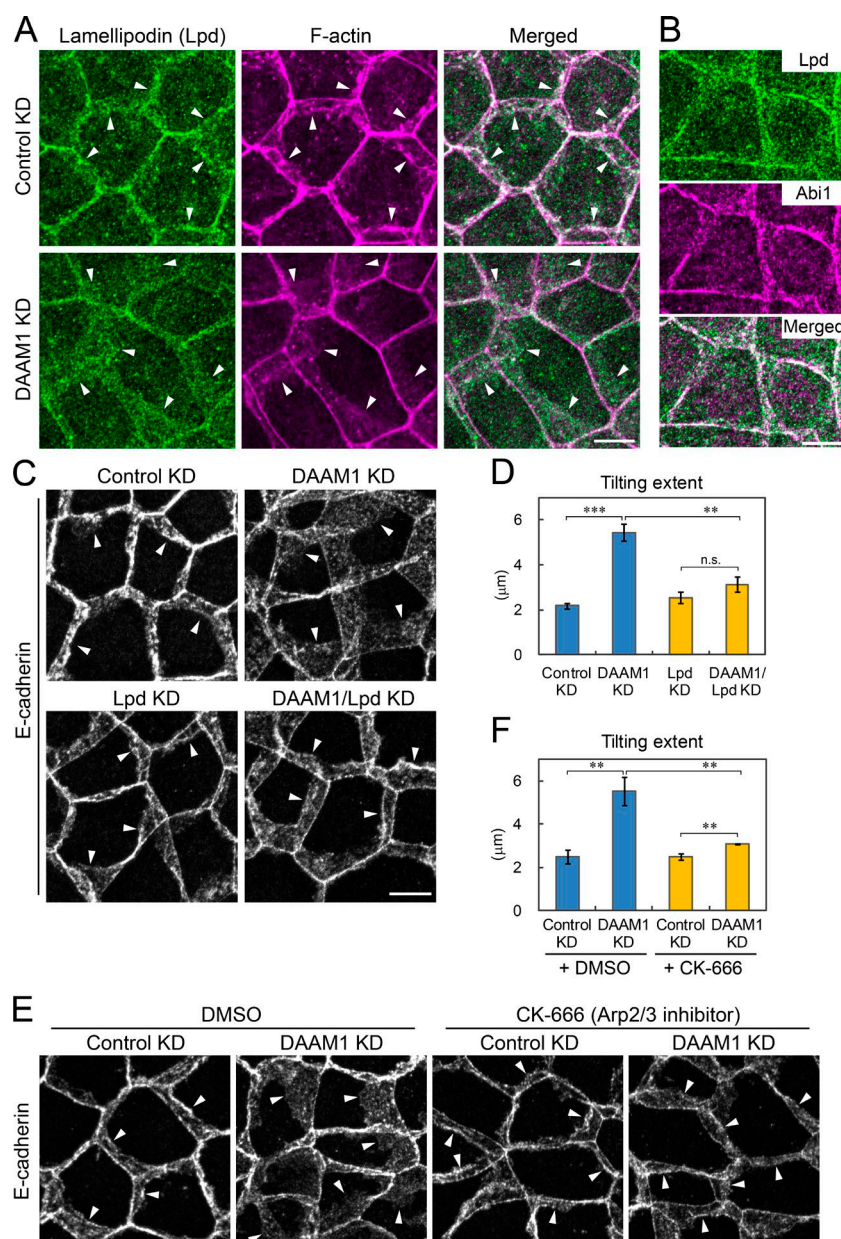 A
Lamellipodin (Lpd) F-actin Merged
Control KD
DAAM1 KD
B
Lpd
Abi1
Merged
C
Control KD DAAM1 KD
E-cadherin
Lpd KD DAAM1/Lpd KD
D
Tilting extent
(μm)
6
4
2
0
*** **
n.s.
Control DAAM1 Lpd DAAM1/
KD KD KD Lpd KD
F
Tilting extent
(μm)
6
4
2
0
** **
**
Control DAAM1 Control DAAM1
KD KD KD KD
+ DMSO + CK-666
E
DMSO CK-666 (Arp2/3 inhibitor)
Control KD DAAM1 KD Control KD DAAM1 KD
E-cadherin